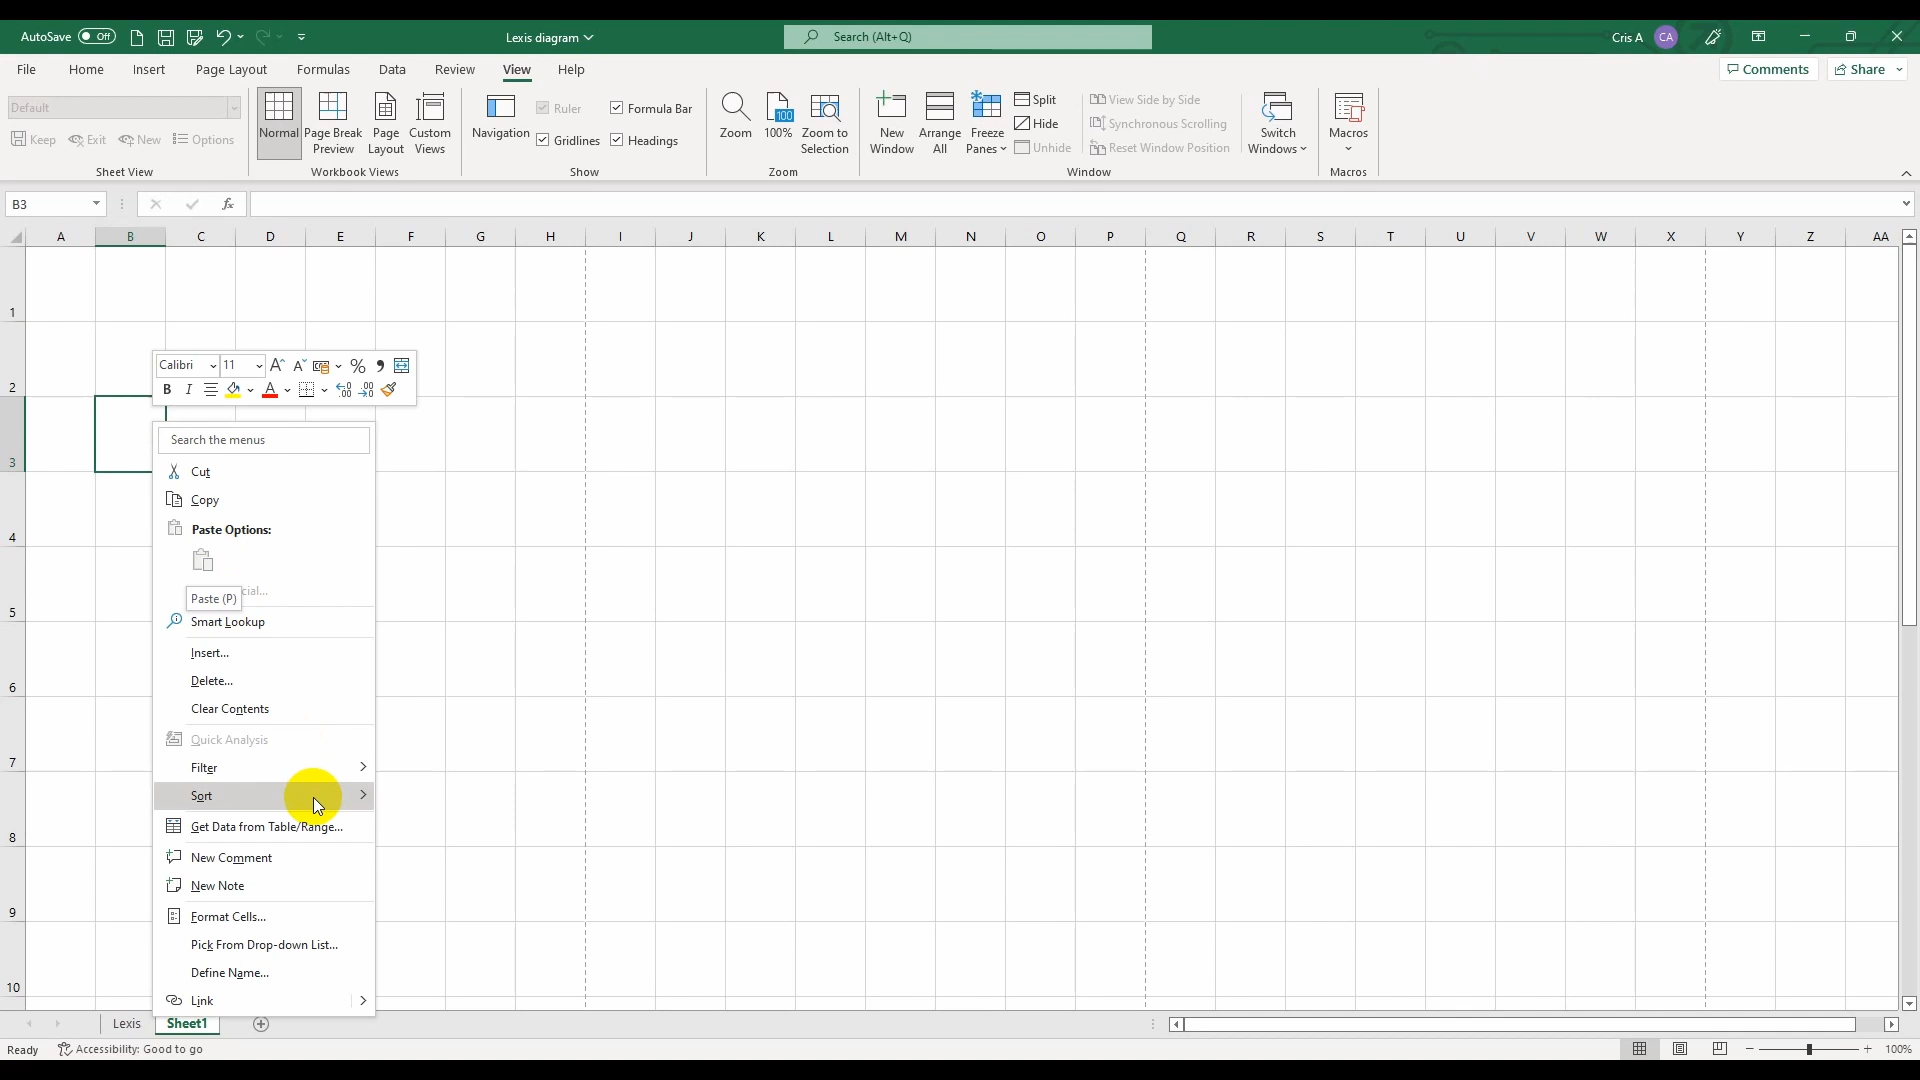 AutoSave Off
Lexis diagram
Search (Alt+Q)
Cris A CA
File Home Insert Page Layout Formulas Data Review View Help
Comments Share
Default
Keep Exit New Options
Sheet View
Normal Page Break Preview Page Layout Custom Views
Workbook Views
Navigation Ruler Gridlines Formula Bar Headings
Show
Zoom 100 100% Zoom to Selection
Zoom
New Window Arrange All Freeze Panes Split Hide Unhide
View Side by Side
Synchronous Scrolling
Reset Window Position
Switch Windows
Window
Macros
Macros
B3 fx
A B C D E F G H I J K L M N O P Q R S T U V W X Y Z AA
1
2
3
4
5
6
7
8
9
10
Calibri 11 A A % ,
B I A .00 .00
Search the menus
Cut
Copy
Paste Options:
cial...
Paste (P)
Smart Lookup
Insert...
Delete...
Clear Contents
Quick Analysis
Filter
Sort
Get Data from Table/Range...
New Comment
New Note
Format Cells...
Pick From Drop-down List...
Define Name...
Link
Lexis Sheet1
Ready Accessibility: Good to go
100%